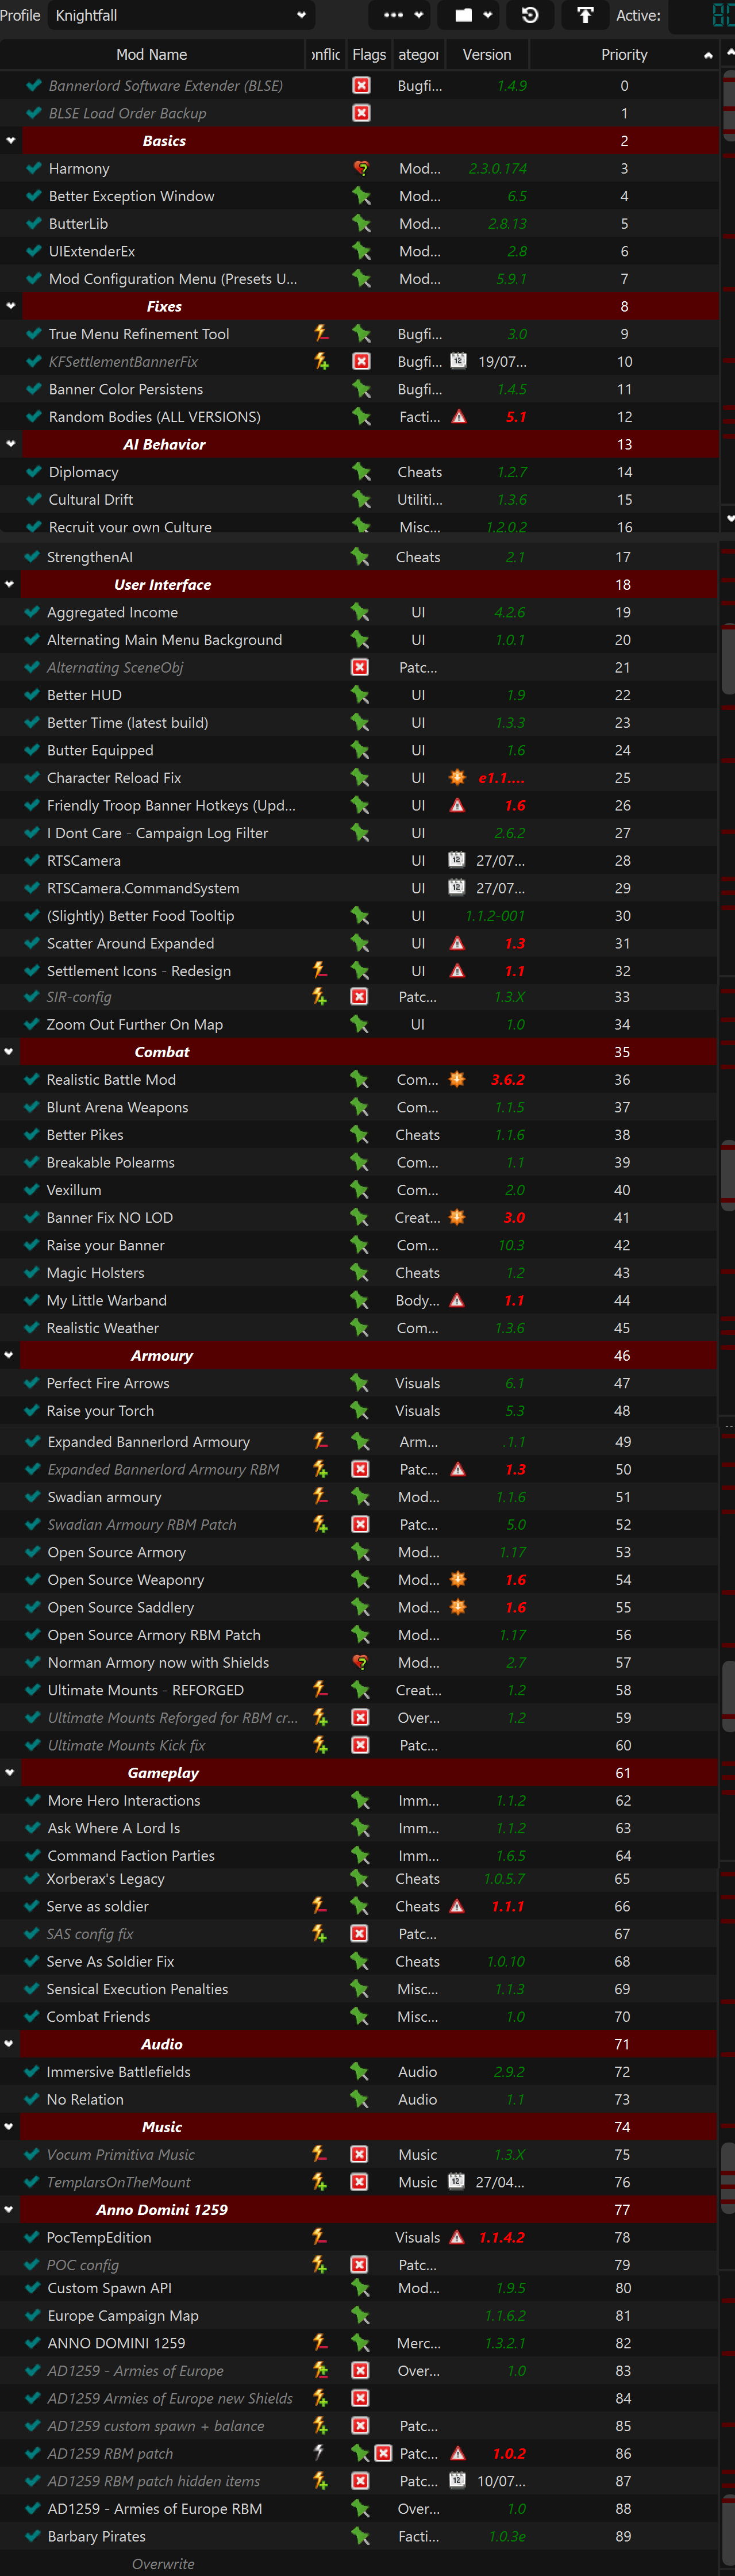 Profile Knightfall Active:
Mod Name onflic Flags ategor Version Priority
Bannerlord Software Extender (BLSE) Bugfi... 1.4.9 0
BLSE Load Order Backup 1
Basics 2
Harmony Mod... 2.3.0.174 3
Better Exception Window Mod... 6.5 4
ButterLib Mod... 2.8.13 5
UIExtenderEx Mod... 2.8 6
Mod Configuration Menu (Presets U... Mod... 5.9.1 7
Fixes 8
True Menu Refinement Tool Bugfi... 3.0 9
KFSettlementBannerFix Bugfi... 19/07... 10
Banner Color Persistens Bugfi... 1.4.5 11
Random Bodies (ALL VERSIONS) Facti... 5.1 12
AI Behavior 13
Diplomacy Cheats 1.2.7 14
Cultural Drift Utiliti... 1.3.6 15
Recruit your own Culture Misc... 1.2.0.2 16
StrengthenAI Cheats 2.1 17
User Interface 18
Aggregated Income UI 4.2.6 19
Alternating Main Menu Background UI 1.0.1 20
Alternating SceneObj Patc... 21
Better HUD UI 1.9 22
Better Time (latest build) UI 1.3.3 23
Butter Equipped UI 1.6 24
Character Reload Fix UI e1.1.... 25
Friendly Troop Banner Hotkeys (Upd... UI 1.6 26
I Dont Care - Campaign Log Filter UI 2.6.2 27
RTSCamera UI 27/07... 28
RTSCamera.CommandSystem UI 27/07... 29
(Slightly) Better Food Tooltip UI 1.1.2-001 30
Scatter Around Expanded UI 1.3 31
Settlement Icons - Redesign UI 1.1 32
SIR-config Patc... 1.3.X 33
Zoom Out Further On Map UI 1.0 34
Combat 35
Realistic Battle Mod Com... 3.6.2 36
Blunt Arena Weapons Com... 1.1.5 37
Better Pikes Cheats 1.1.6 38
Breakable Polearms Com... 1.1 39
Vexillum Com... 2.0 40
Banner Fix NO LOD Creat... 3.0 41
Raise your Banner Com... 10.3 42
Magic Holsters Cheats 1.2 43
My Little Warband Body... 1.1 44
Realistic Weather Com... 1.3.6 45
Armoury 46
Perfect Fire Arrows Visuals 6.1 47
Raise your Torch Visuals 5.3 48
Expanded Bannerlord Armoury Arm... .1.1 49
Expanded Bannerlord Armoury RBM Patc... 1.3 50
Swadian armoury Mod... 1.1.6 51
Swadian Armoury RBM Patch Patc... 5.0 52
Open Source Armory Mod... 1.17 53
Open Source Weaponry Mod... 1.6 54
Open Source Saddlery Mod... 1.6 55
Open Source Armory RBM Patch Mod... 1.17 56
Norman Armory now with Shields Mod... 2.7 57
Ultimate Mounts - REFORGED Creat... 1.2 58
Ultimate Mounts Reforged for RBM cr... Over... 1.2 59
Ultimate Mounts Kick fix Patc... 60
Gameplay 61
More Hero Interactions Imm... 1.1.2 62
Ask Where A Lord Is Imm... 1.1.2 63
Command Faction Parties Imm... 1.6.5 64
Xorberax's Legacy Cheats 1.0.5.7 65
Serve as soldier Cheats 1.1.1 66
SAS config fix Patc... 67
Serve As Soldier Fix Cheats 1.0.10 68
Sensical Execution Penalties Misc... 1.1.3 69
Combat Friends Misc... 1.0 70
Audio 71
Immersive Battlefields Audio 2.9.2 72
No Relation Audio 1.1 73
Music 74
Vocum Primitiva Music Music 1.3.X 75
TemplarsOnTheMount Music 27/04... 76
Anno Domini 1259 77
PocTempEdition Visuals 1.1.4.2 78
POC config Patc... 79
Custom Spawn API Mod... 1.9.5 80
Europe Campaign Map 1.1.6.2 81
ANNO DOMINI 1259 Merc... 1.3.2.1 82
AD1259 - Armies of Europe Over... 1.0 83
AD1259 Armies of Europe new Shields 84
AD1259 custom spawn + balance Patc... 85
AD1259 RBM patch Patc... 1.0.2 86
AD1259 RBM patch hidden items Patc... 10/07... 87
AD1259 - Armies of Europe RBM Over... 1.0 88
Barbary Pirates Facti... 1.0.3e 89
Overwrite